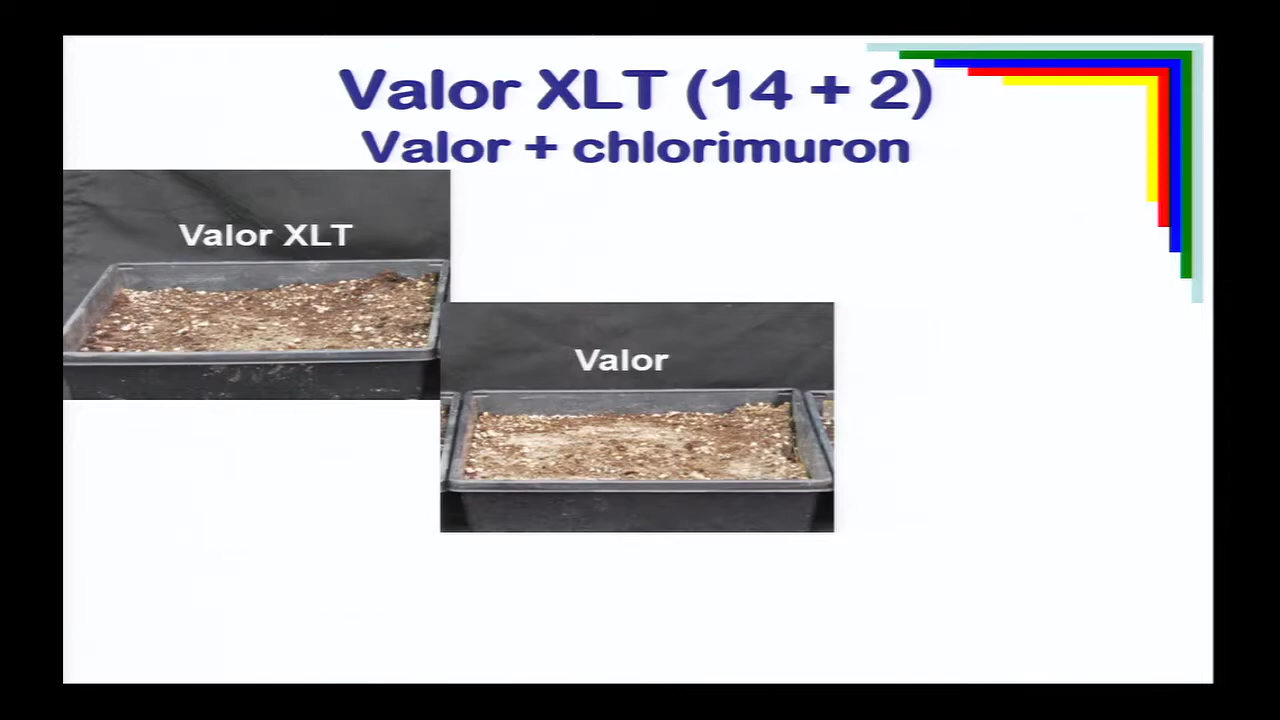 Valor XLT (14 + 2)
Valor + chlorimuron
Valor XLT
Valor